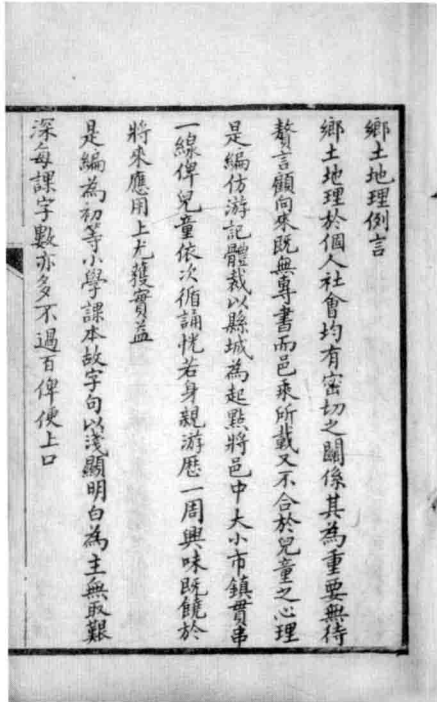 鄉土地理例言
鄉土地理於個人社會均有密切之關係其為重要無待
贅言顧向來既無專書而邑乘所載又不合於兒童之心理
是編仿游記體裁以縣城為起點將邑中大小市鎮貫串
一線俾兒童依次循誦恍若身親游歷一周興味既饒於
將來應用上尤獲實益
是編為初等小學課本故字句以淺顯明白為主無取艱
深每課字數亦多不過百俾便上口